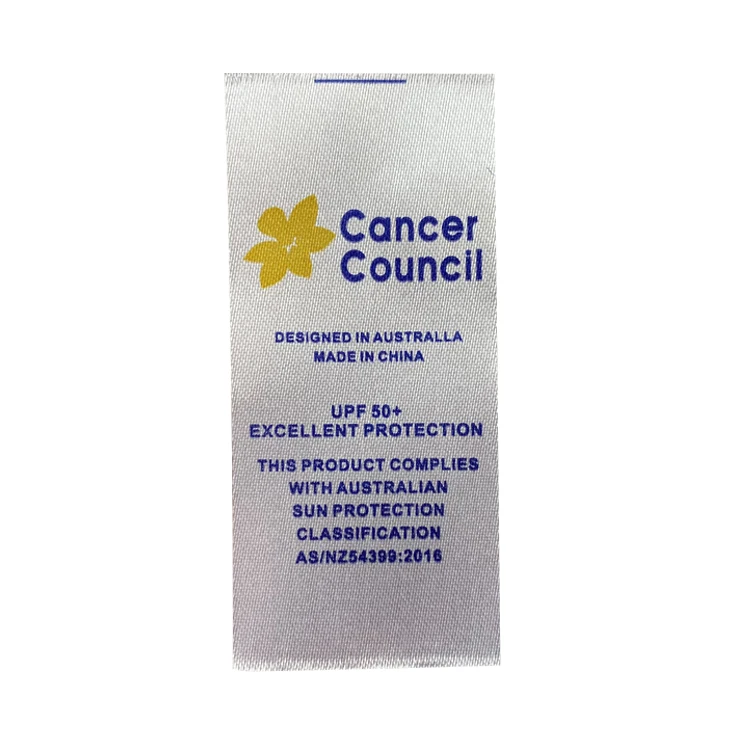 Cancer
Council
DESIGNED IN AUSTRALLA
MADE IN CHINA
UPF 50+
EXCELLENT PROTECTION
THIS PRODUCT COMPLIES
WITH AUSTRALIAN
SUN PROTECTION
CLASSIFICATION
AS/NZ54399:2016